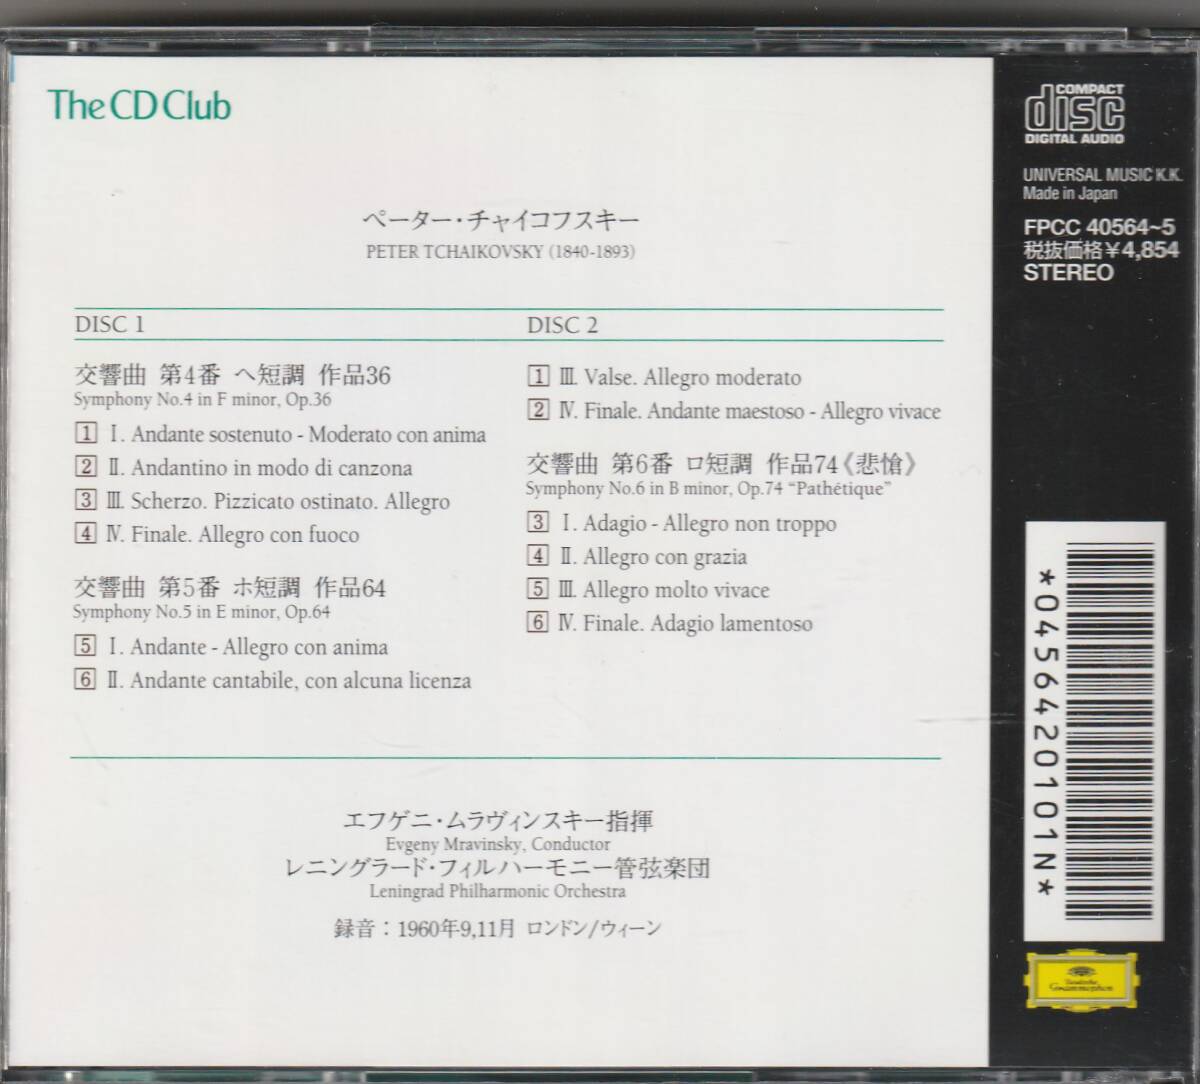 The CD Club
ペーター・チャイコフスキー
PETER TCHAIKOVSKY (1840-1893)
DISC 1
交響曲 第4番 ヘ短調 作品36
Symphony No.4 in F minor, Op.36
1 Ⅰ. Andante sostenuto - Moderato con anima
2 Ⅱ. Andantino in modo di canzona
3 Ⅲ. Scherzo. Pizzicato ostinato. Allegro
4 Ⅳ. Finale. Allegro con fuoco
交響曲 第5番 ホ短調 作品64
Symphony No.5 in E minor, Op.64
5 Ⅰ. Andante - Allegro con anima
6 Ⅱ. Andante cantabile, con alcuna licenza
DISC 2
1 Ⅲ. Valse. Allegro moderato
2 Ⅳ. Finale. Andante maestoso - Allegro vivace
交響曲 第6番 ロ短調 作品74《悲愴》
Symphony No.6 in B minor, Op.74 “Pathétique”
3 Ⅰ. Adagio - Allegro non troppo
4 Ⅱ. Allegro con grazia
5 Ⅲ. Allegro molto vivace
6 Ⅳ. Finale. Adagio lamentoso
エフゲニ・ムラヴィンスキー指揮
Evgeny Mravinsky, Conductor
レニングラード・フィルハーモニー管弦楽団
Leningrad Philharmonic Orchestra
録音：1960年9,11月 ロンドン/ウィーン
COMPACT
disc
DIGITAL AUDIO
UNIVERSAL MUSIC K.K.
Made in Japan
FPCC 40564~5
税抜価格¥4,854
STEREO
*0456420101N*
Deutsche
Grammophon